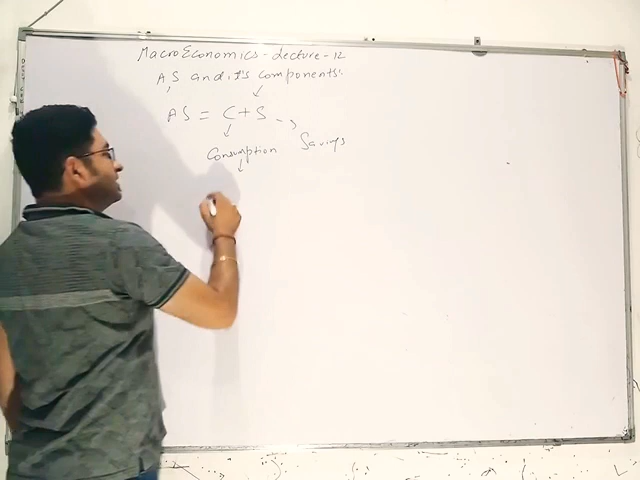 MacroEconomics - Lecture - 12
AS and it's components:
AS = C + S
Consumption Savings